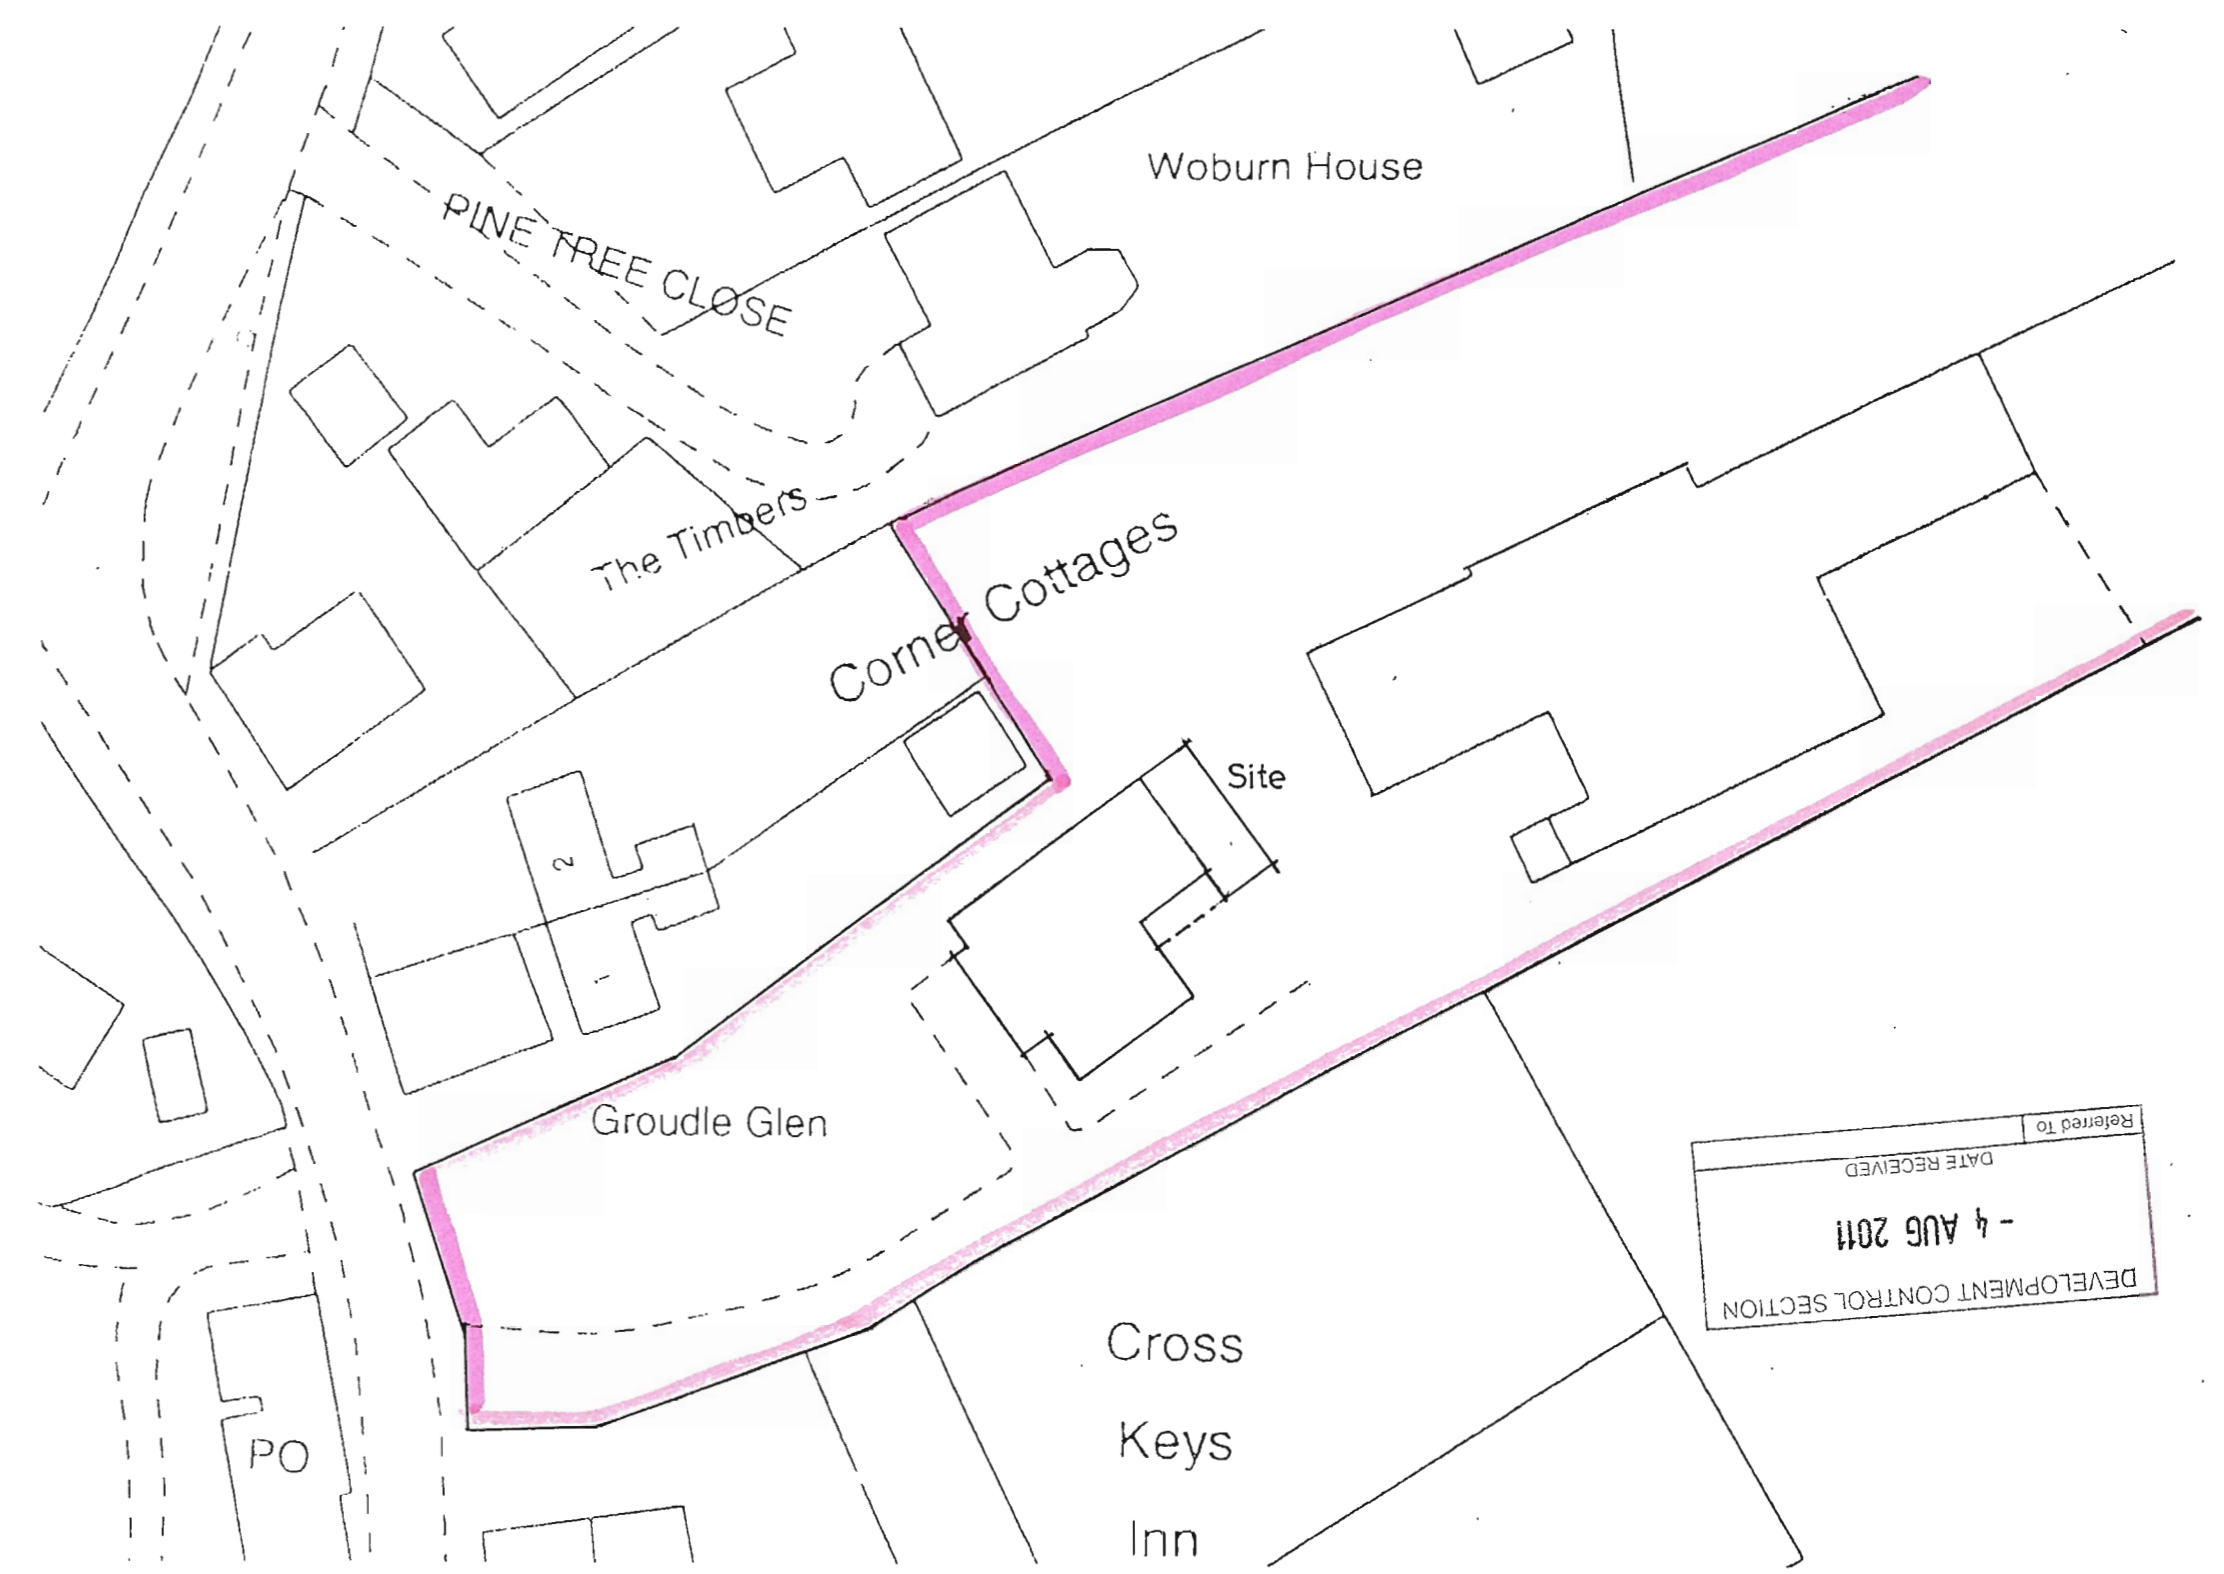 Woburn House
PINE TREE CLOSE
The Timbers
Corner Cottages
Site
2
1
Groudle Glen
Cross
Keys
Inn
PO
DEVELOPMENT CONTROL SECTION
- 4 AUG 2011
DATE RECEIVED
Referred To